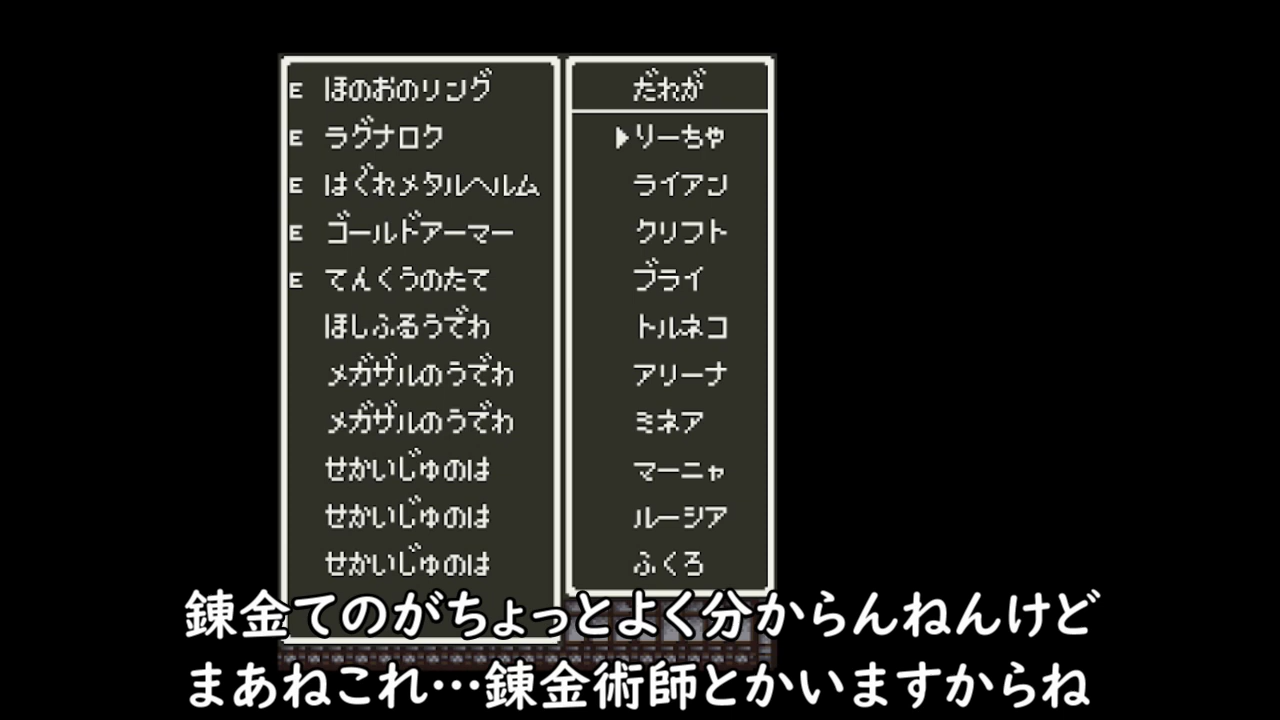 E ほのおのリング
E ラグナロク
E はぐれメタルヘルム
E ゴールドアーマー
E てんくうのたて
ほしふるうでわ
メガザルのうでわ
メガザルのうでわ
せかいじゅのは
せかいじゅのは
せかいじゅのは
だれが
▶りーちゃ
ライアン
クリフト
ブライ
トルネコ
アリーナ
ミネア
マーニャ
ルーシア
ふくろ
錬金てのがちょっとよく分からんねんけど
まあねこれ…錬金術師とかいますからね